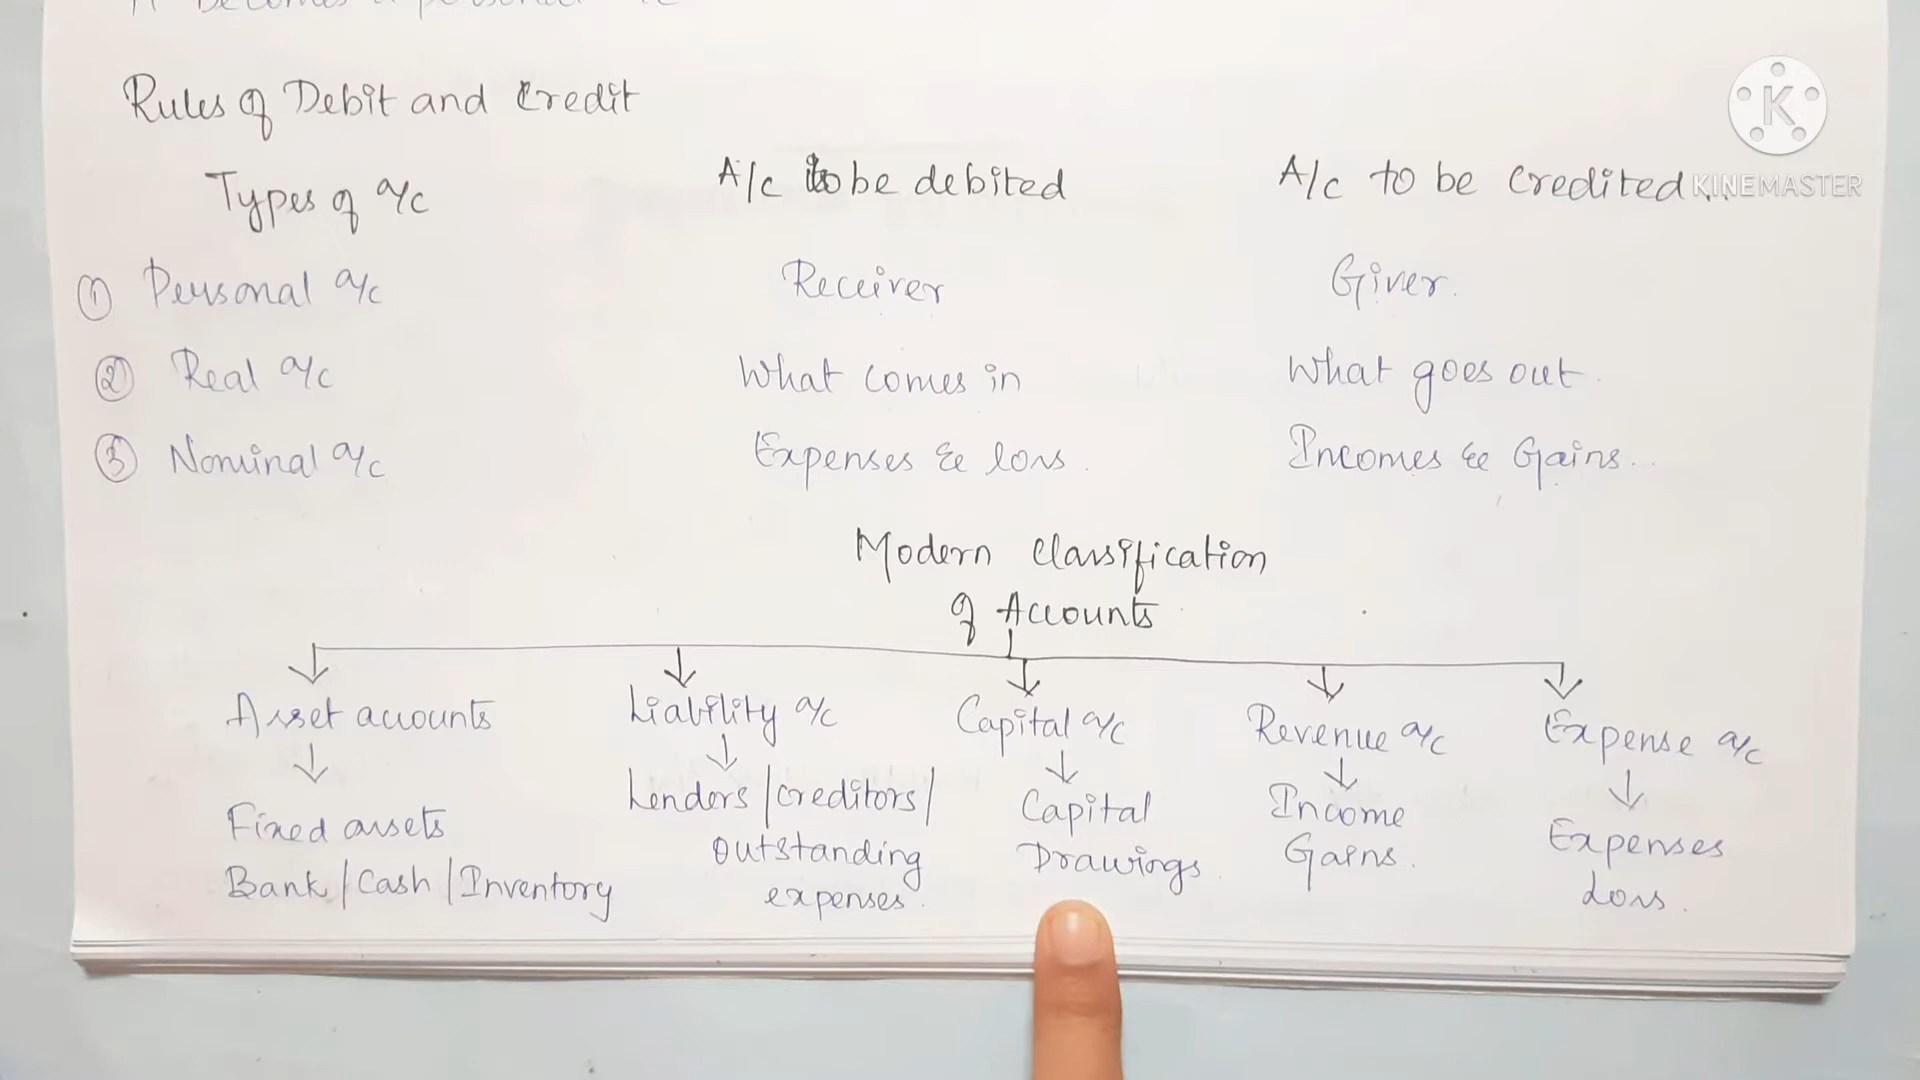 Rules of Debit and Credit
Types of a/c A/c to be debited A/c to be credited..
KINEMASTER
① Personal a/c Receiver Giver.
② Real a/c What comes in What goes out.
③ Nominal a/c Expenses & loss. Incomes & Gains..
Modern Classification
of Accounts
Asset accounts Liability a/c Capital a/c Revenue a/c Expense a/c
Fixed assets Lenders/creditors/ Capital Income Expenses
Bank/Cash/Inventory outstanding Drawings. Gains. Loss.
expenses.